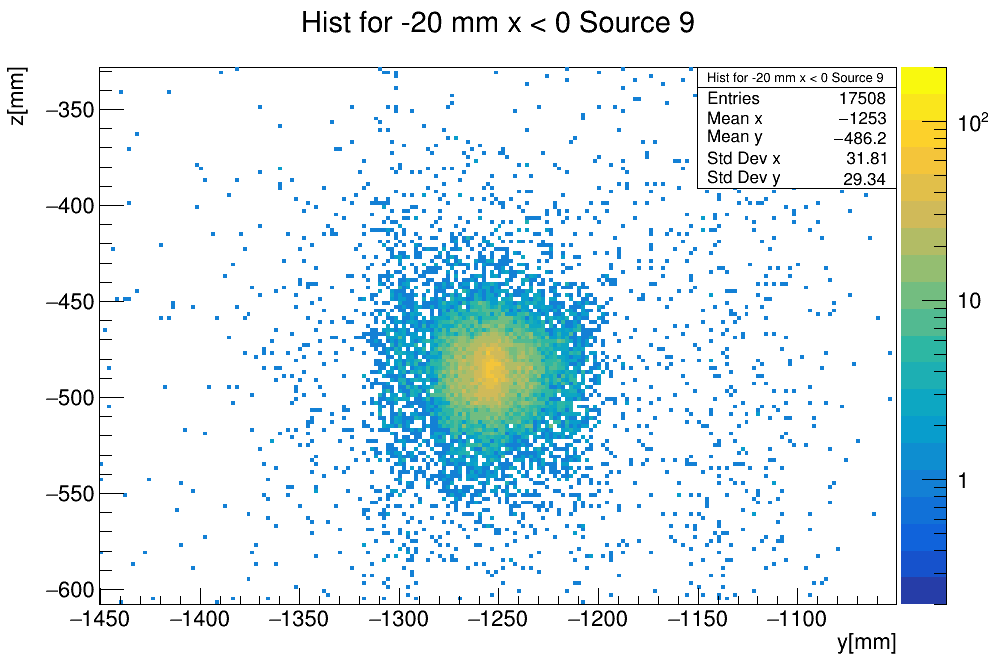 Hist for -20 mm x < 0 Source 9
z[mm]
Hist for -20 mm x < 0 Source 9
Entries 17508
Mean x −1253
Mean y −486.2
Std Dev x 31.81
Std Dev y 29.34
−350
−400
−450
−500
−550
−600
10²
10
1
−1450 −1400 −1350 −1300 −1250 −1200 −1150 −1100
y[mm]